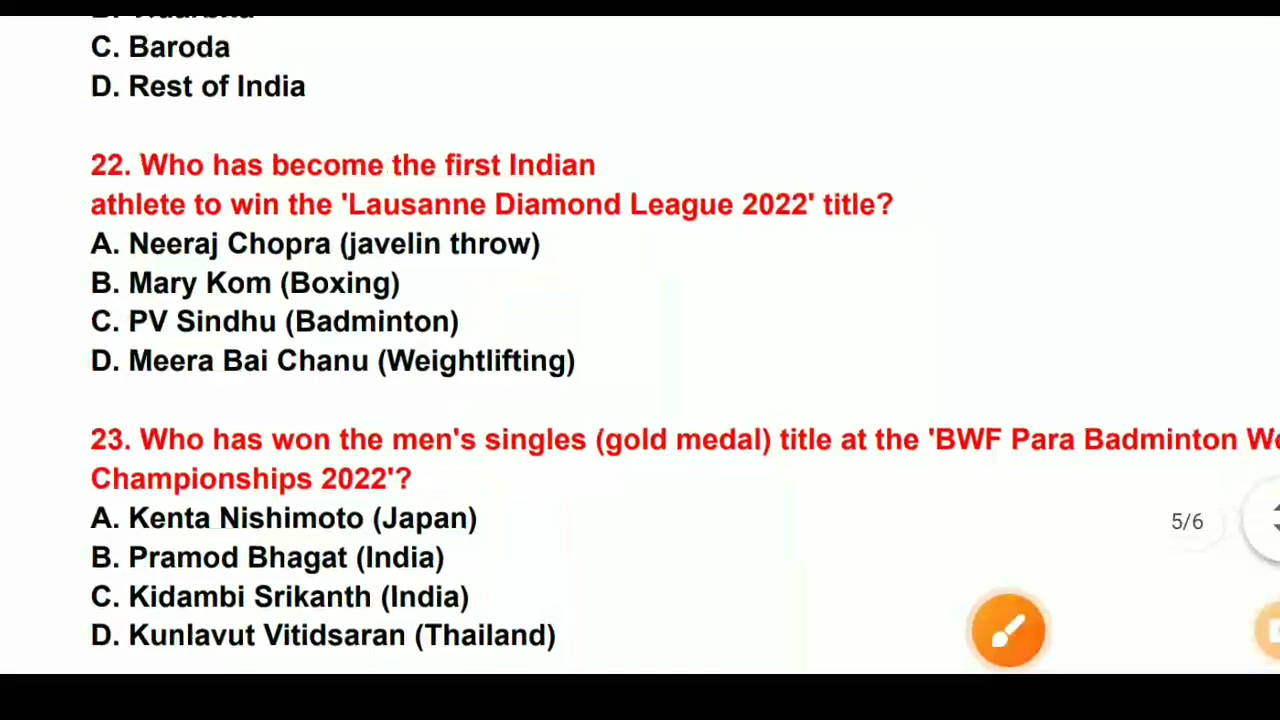 C. Baroda
D. Rest of India
22. Who has become the first Indian
athlete to win the 'Lausanne Diamond League 2022' title?
A. Neeraj Chopra (javelin throw)
B. Mary Kom (Boxing)
C. PV Sindhu (Badminton)
D. Meera Bai Chanu (Weightlifting)
23. Who has won the men's singles (gold medal) title at the 'BWF Para Badminton
Championships 2022'?
A. Kenta Nishimoto (Japan)
5/6
B. Pramod Bhagat (India)
C. Kidambi Srikanth (India)
D. Kunlavut Vitidsaran (Thailand)